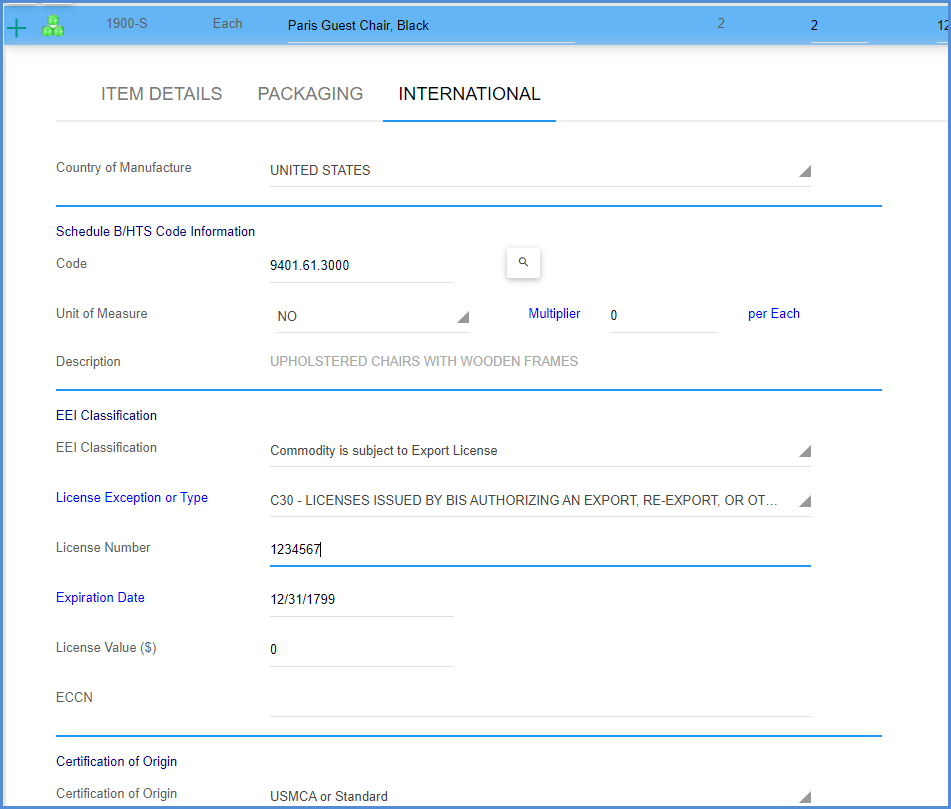 1900-S Each Paris Guest Chair, Black 2 2 12
ITEM DETAILS PACKAGING INTERNATIONAL
Country of Manufacture UNITED STATES
Schedule B/HTS Code Information
Code 9401.61.3000
Unit of Measure NO Multiplier 0 per Each
Description UPHOLSTERED CHAIRS WITH WOODEN FRAMES
EEI Classification
EEI Classification Commodity is subject to Export License
License Exception or Type C30 - LICENSES ISSUED BY BIS AUTHORIZING AN EXPORT, RE-EXPORT, OR OT...
License Number 1234567
Expiration Date 12/31/1799
License Value ($) 0
ECCN
Certification of Origin
Certification of Origin USMCA or Standard